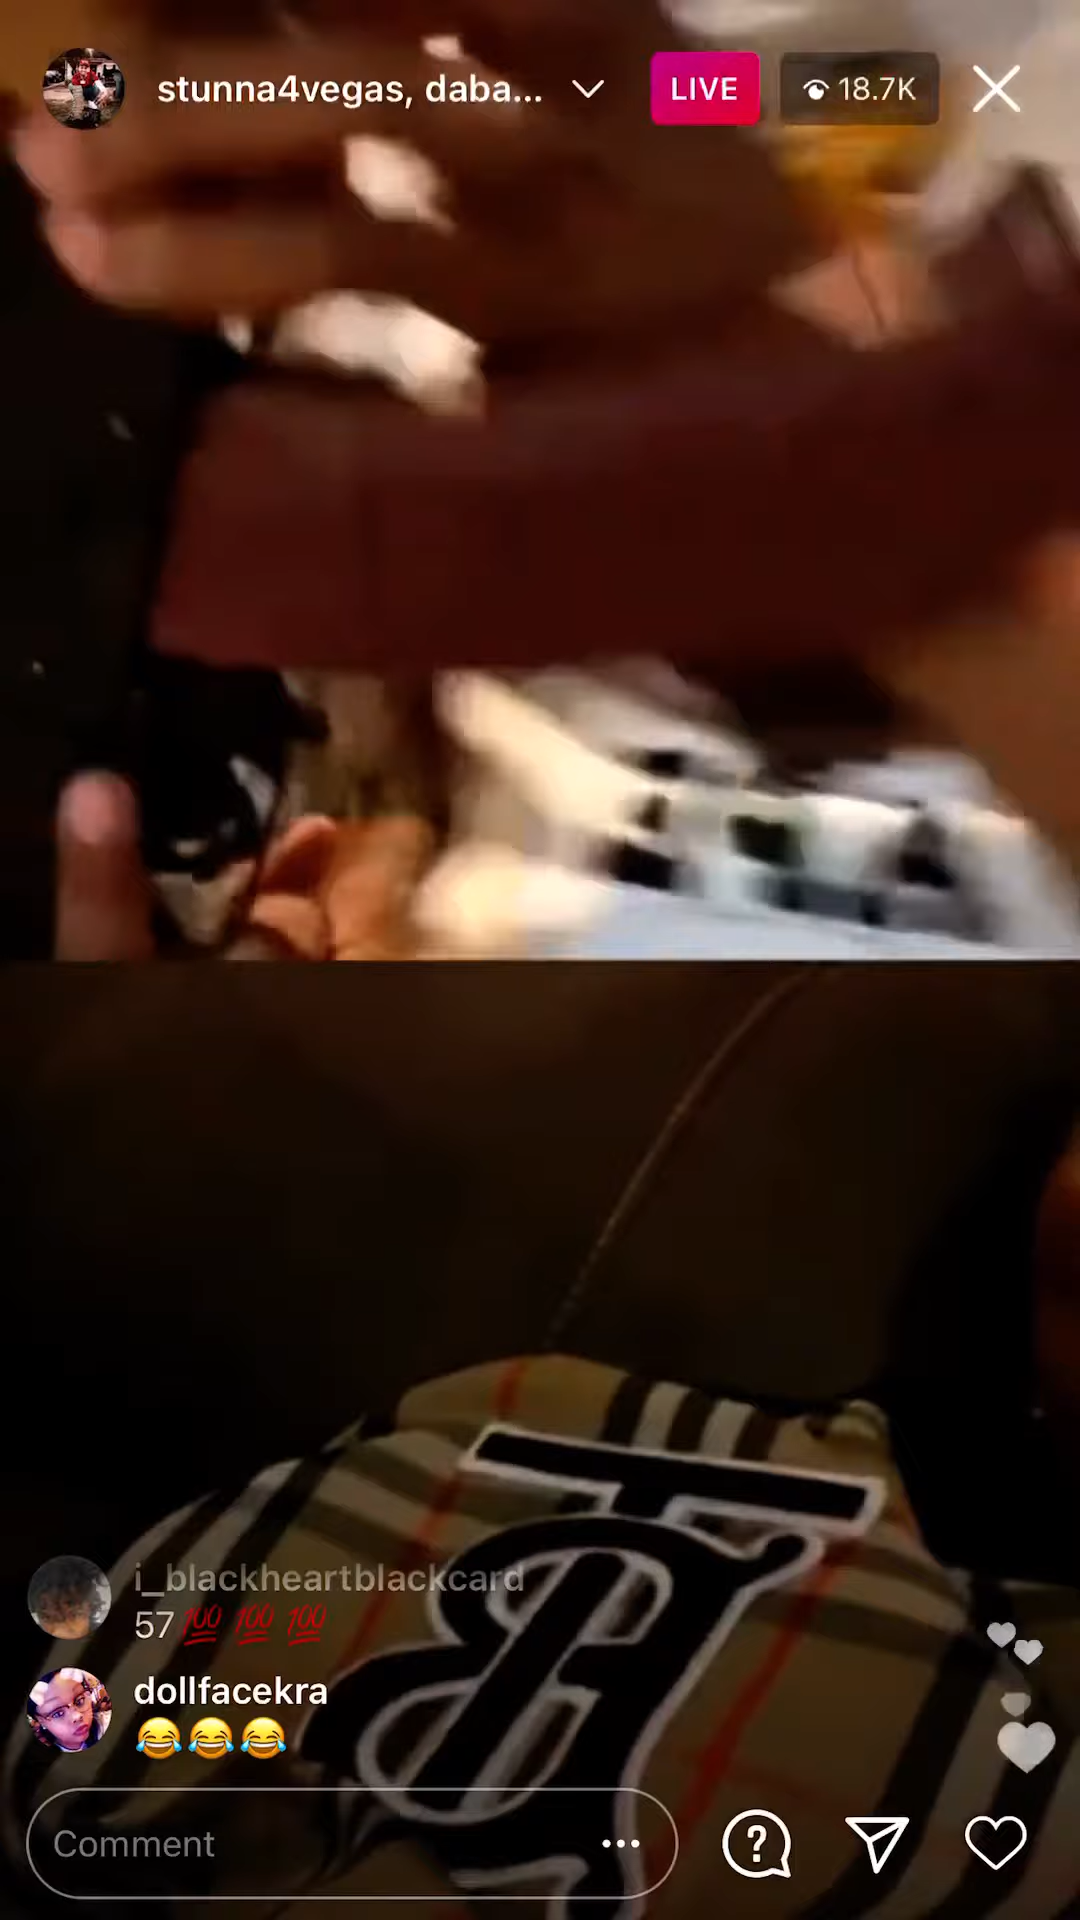 stunna4vegas, daba...
LIVE
18.7K
i_blackheartblackcard
57 💯 💯 💯
dollfacekra
😂😂😂
Comment